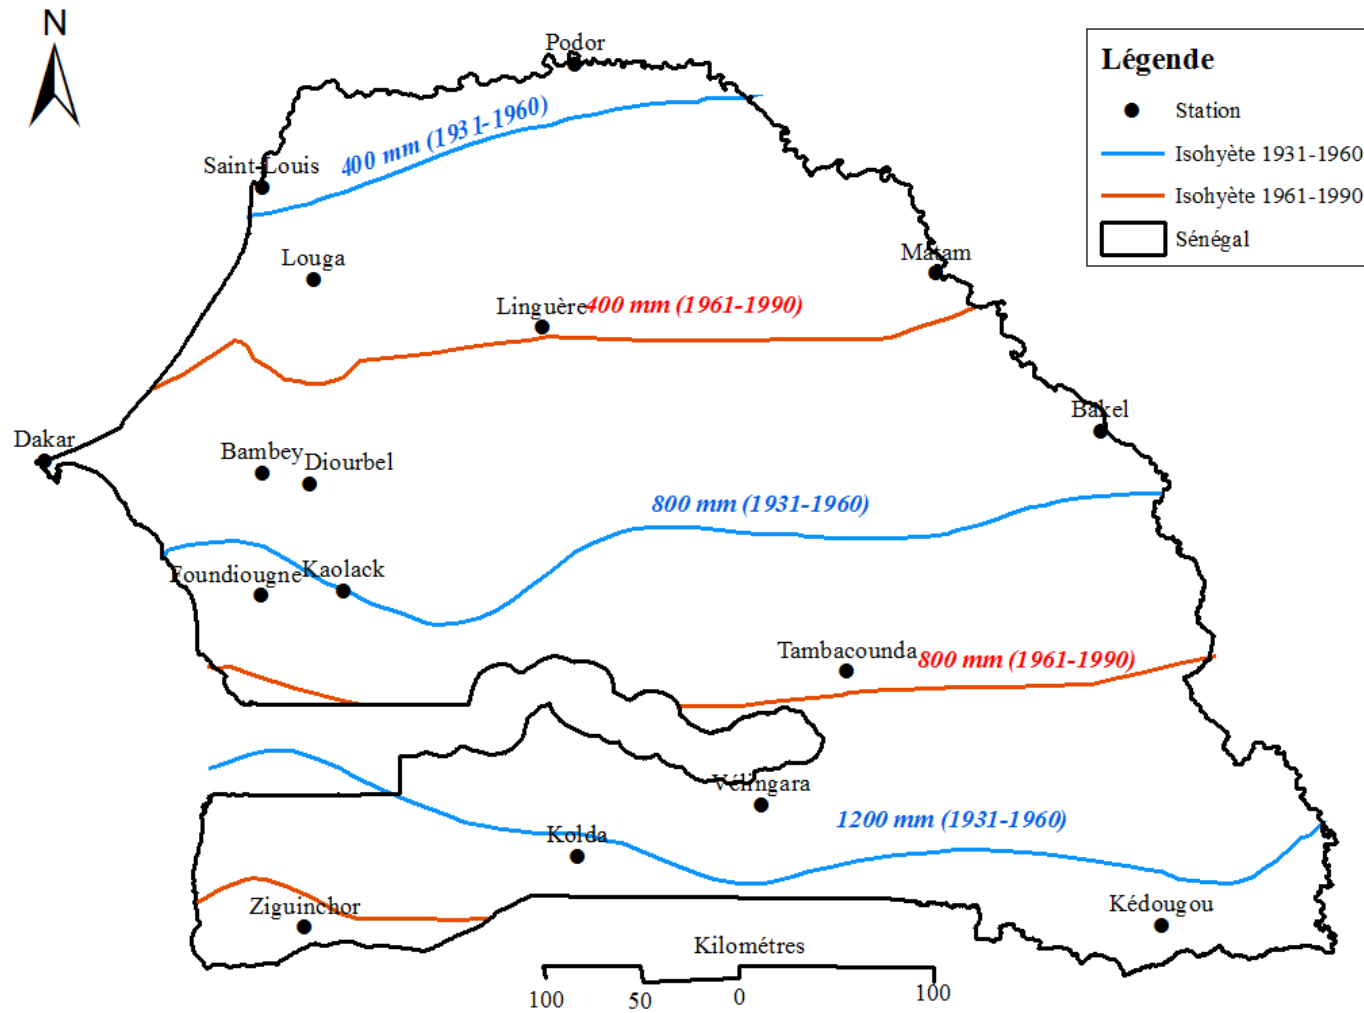 N
Podor
Légende
Station
400 mm (1931-1960)
Isohyète 1931-1960
Saint-Louis
Isohyète 1961-1990
Sénégal
Louga
Matam
Linguère
400 mm (1961-1990)
Bakel
Dakar
Bambey
Diourbel
800 mm (1931-1960)
Foundiougne
Kaolack
Tambacounda
800 mm (1961-1990)
Vélingara
1200 mm (1931-1960)
Kolda
Ziguinchor
Kédougou
Kilométres
100
50
0
100